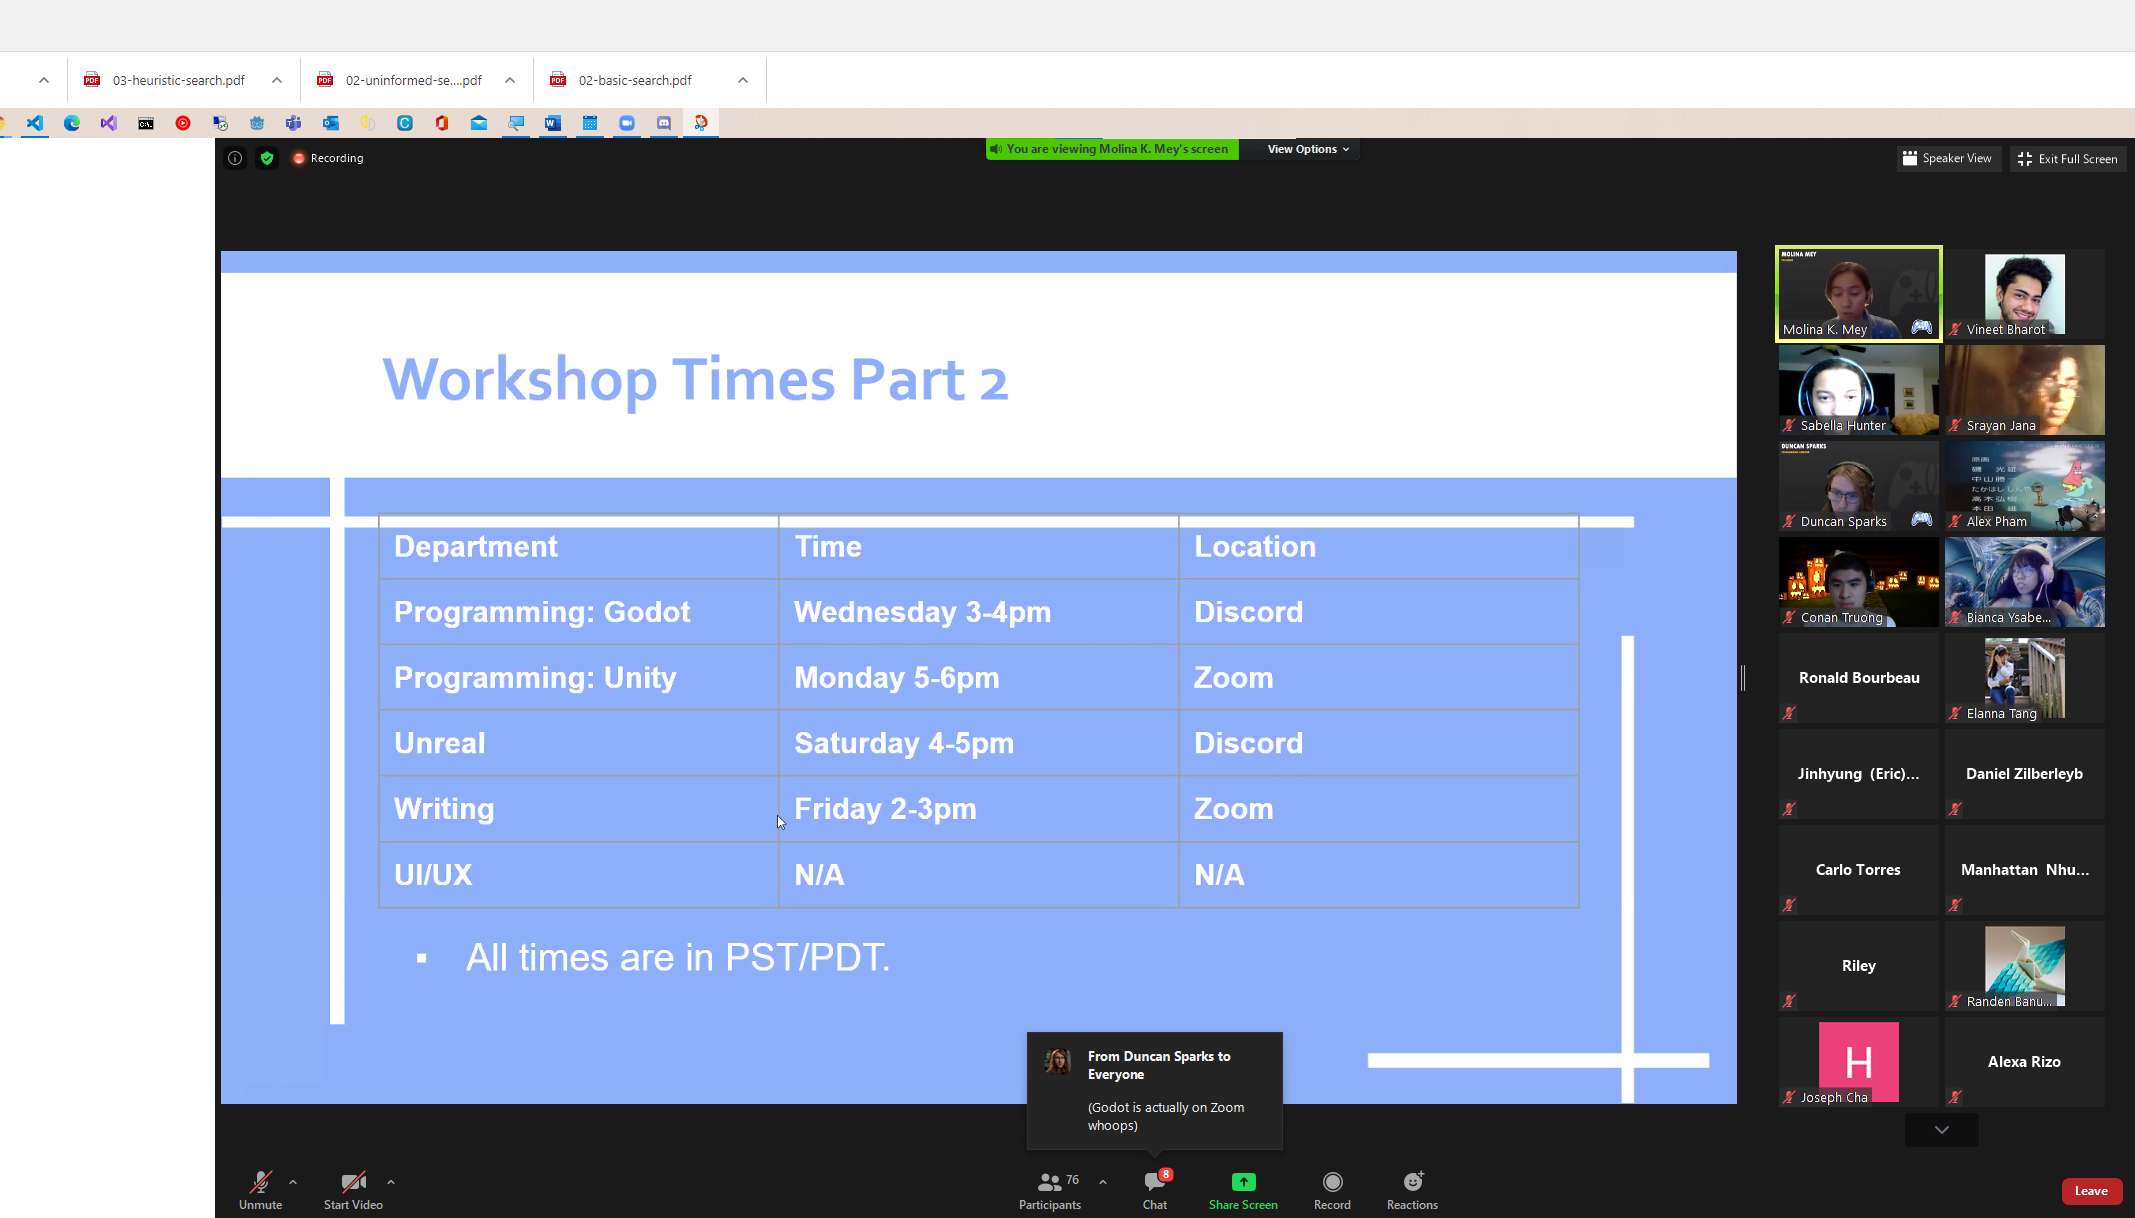 03-heuristic-search.pdf
02-uninformed-se....pdf
02-basic-search.pdf
Recording
You are viewing Molina K. Mey's screen
View Options
Speaker View
Exit Full Screen
Workshop Times Part 2
Department Time Location
Programming: Godot Wednesday 3-4pm Discord
Programming: Unity Monday 5-6pm Zoom
Unreal Saturday 4-5pm Discord
Writing Friday 2-3pm Zoom
UI/UX N/A N/A
All times are in PST/PDT.
From Duncan Sparks to
Everyone
(Godot is actually on Zoom
whoops)
MOLINA MEY
Molina K. Mey
Vineet Bharot
Sabella Hunter
Srayan Jana
DUNCAN SPARKS
Duncan Sparks
Alex Pham
Conan Truong
Bianca Ysabe...
Ronald Bourbeau
Elanna Tang
Jinhyung (Eric)...
Daniel Zilberleyb
Carlo Torres
Manhattan Nhu...
Riley
Randen Banu...
H
Joseph Cha
Alexa Rizo
Unmute
Start Video
76
Participants
8
Chat
Share Screen
Record
Reactions
Leave